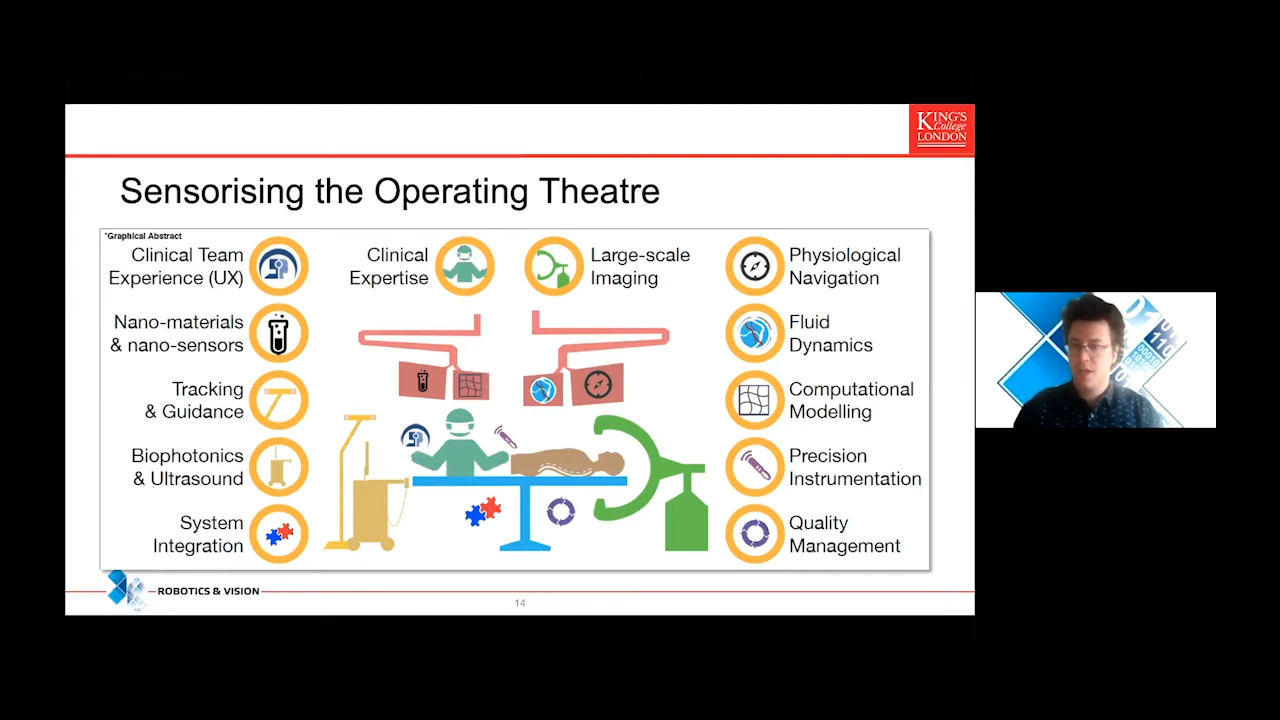 KING'S
College
LONDON
Sensorising the Operating Theatre
*Graphical Abstract
Clinical Team
Experience (UX)
Clinical
Expertise
Large-scale
Imaging
Physiological
Navigation
Nano-materials
& nano-sensors
Fluid
Dynamics
Tracking
& Guidance
Computational
Modelling
Biophotonics
& Ultrasound
Precision
Instrumentation
System
Integration
Quality
Management
ROBOTICS & VISION
14